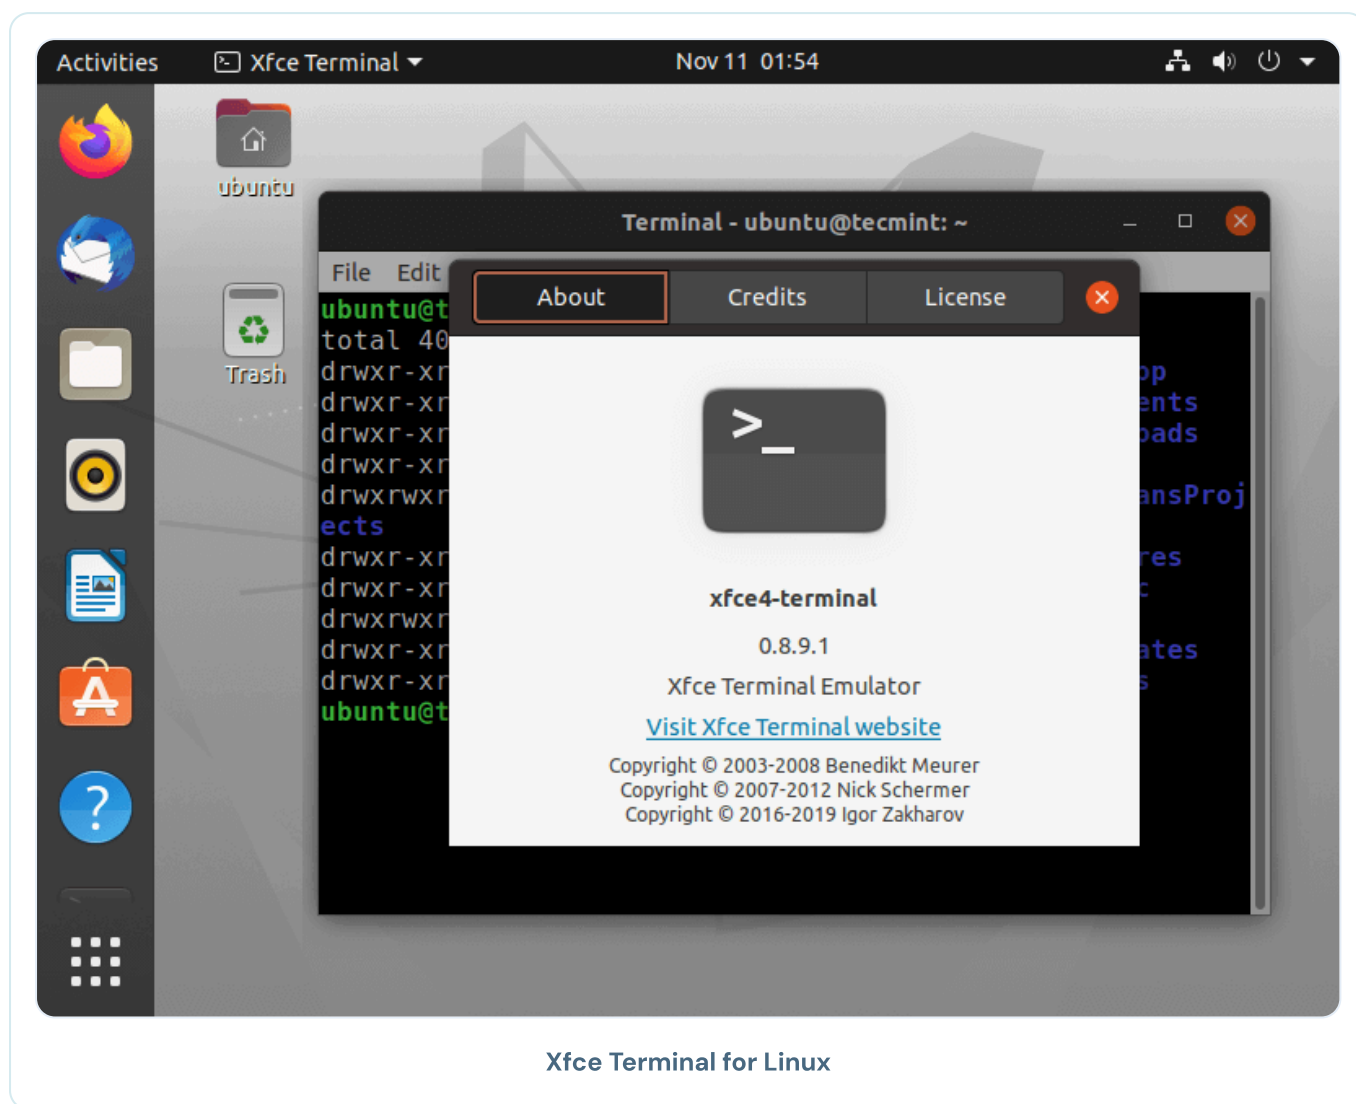 Activities
Xfce Terminal
Nov 11 01:54
ubuntu
Trash
Terminal - ubuntu@tecmint: ~
File Edit
About
Credits
License
ubuntu@t
total 40
drwxr-xr op
drwxr-xr ents
drwxr-xr oads
drwxr-xr
drwxrwxr ansProj
ects
drwxr-xr res
drwxr-xr c
drwxrwxr
drwxr-xr ates
drwxr-xr s
ubuntu@t
>_
xfce4-terminal
0.8.9.1
Xfce Terminal Emulator
Visit Xfce Terminal website
Copyright © 2003-2008 Benedikt Meurer
Copyright © 2007-2012 Nick Schermer
Copyright © 2016-2019 Igor Zakharov
Xfce Terminal for Linux